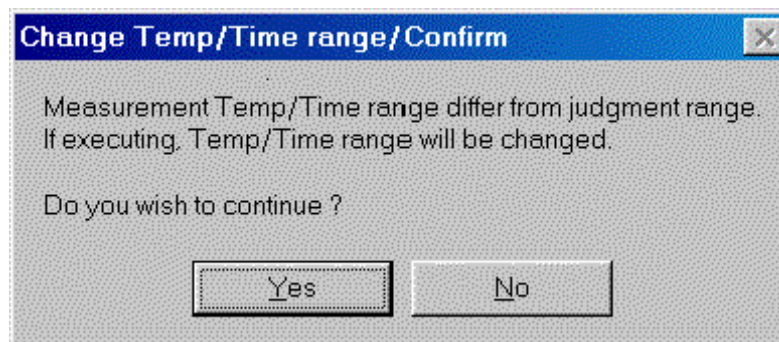 Change Temp/Time range/Confirm
Measurement Temp/Time range differ from judgment range.
If executing, Temp/Time range will be changed.
Do you wish to continue ?
Yes
No